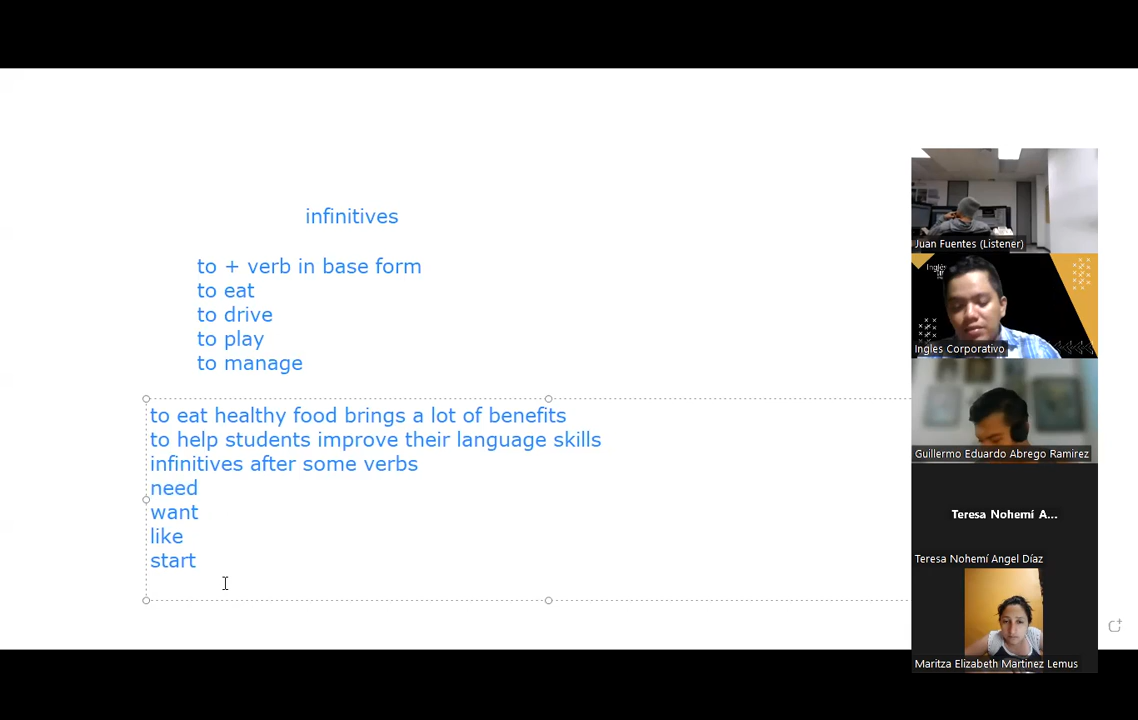 infinitives
to + verb in base form
to eat
to drive
to play
to manage
to eat healthy food brings a lot of benefits
to help students improve their language skills
infinitives after some verbs
need
want
like
start
Juan Fuentes (Listener)
Ingles Corporativo
Guillermo Eduardo Abrego Ramirez
Teresa Nohemí A...
Teresa Nohemí Angel Díaz
Maritza Elizabeth Martinez Lemus